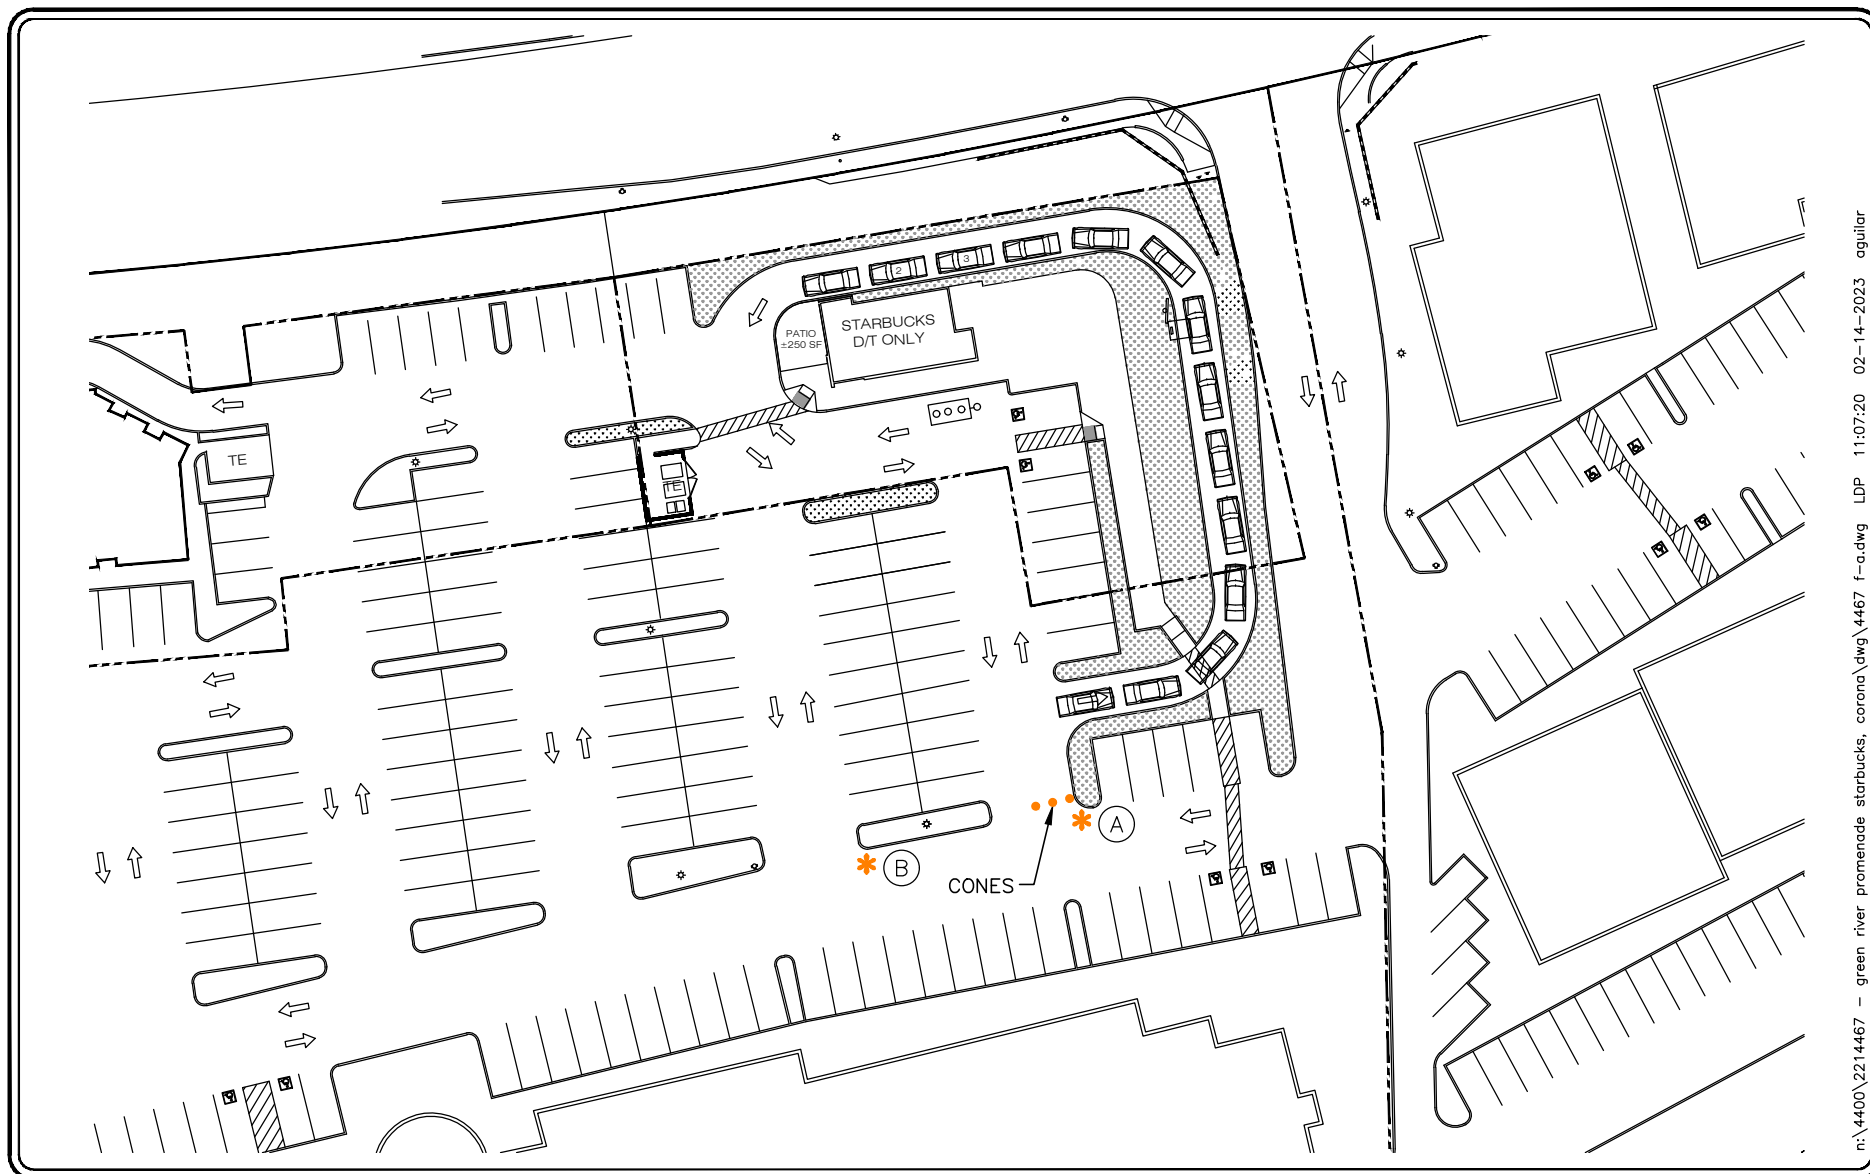 2
3
STARBUCKS
D/T ONLY
PATIO
±250 SF
TE
TE
A
B
CONES
n:\4400\2214467 - green river promenade starbucks, corona\dwg\4467 f-a.dwg LDP 1:07:20 02-14-2023 aguilar